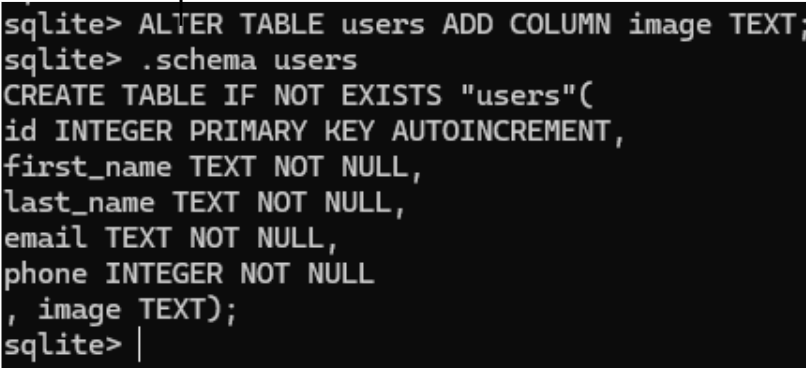 sqlite> ALTER TABLE users ADD COLUMN image TEXT;
sqlite> .schema users
CREATE TABLE IF NOT EXISTS "users"(
id INTEGER PRIMARY KEY AUTOINCREMENT,
first_name TEXT NOT NULL,
last_name TEXT NOT NULL,
email TEXT NOT NULL,
phone INTEGER NOT NULL
, image TEXT);
sqlite>